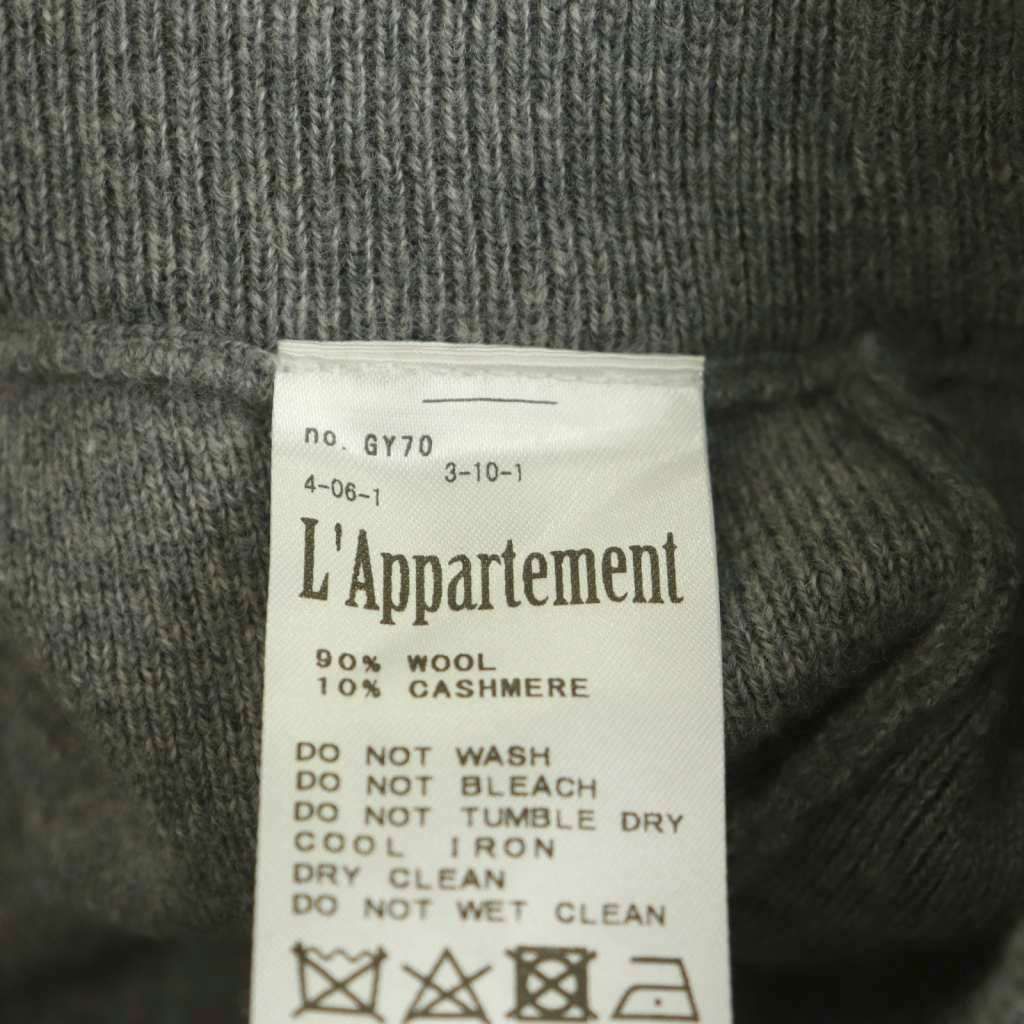 no. GY70
3-10-1
4-06-1
L'Appartement
90% WOOL
10% CASHMERE
DO NOT WASH
DO NOT BLEACH
DO NOT TUMBLE DRY
COOL IRON
DRY CLEAN
DO NOT WET CLEAN